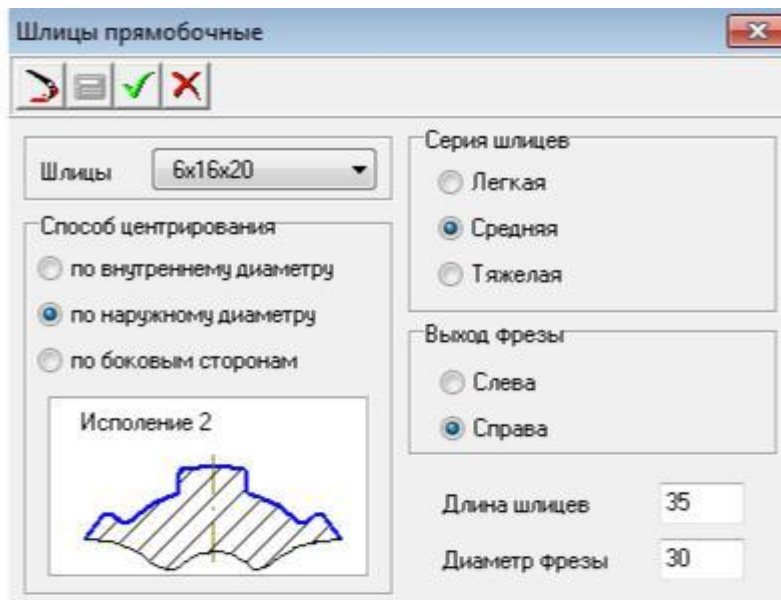 Шлицы прямобочные
Шлицы 6x16x20
Способ центрирования
по внутреннему диаметру
по наружному диаметру
по боковым сторонам
Исполение 2
Серия шлицев
Легкая
Средняя
Тяжелая
Выход фрезы
Слева
Справа
Длина шлицев 35
Диаметр фрезы 30